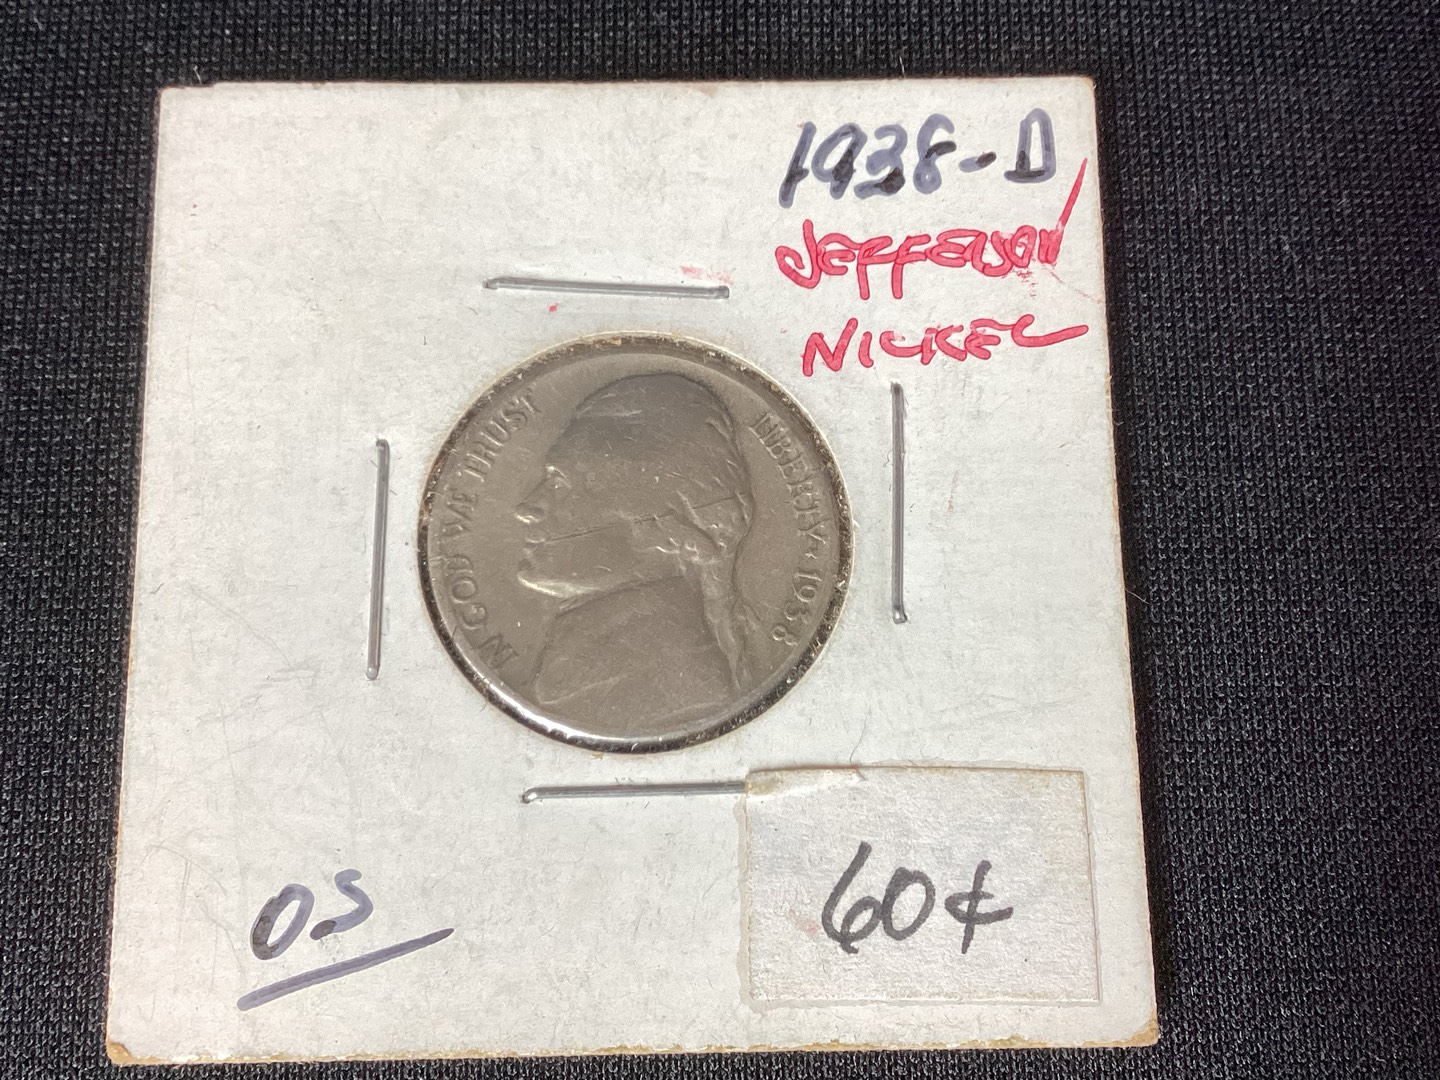 1938-D
Jefferson
NICKEL
IN GOD WE TRUST
LIBERTY ★ 1938
O.S
60¢